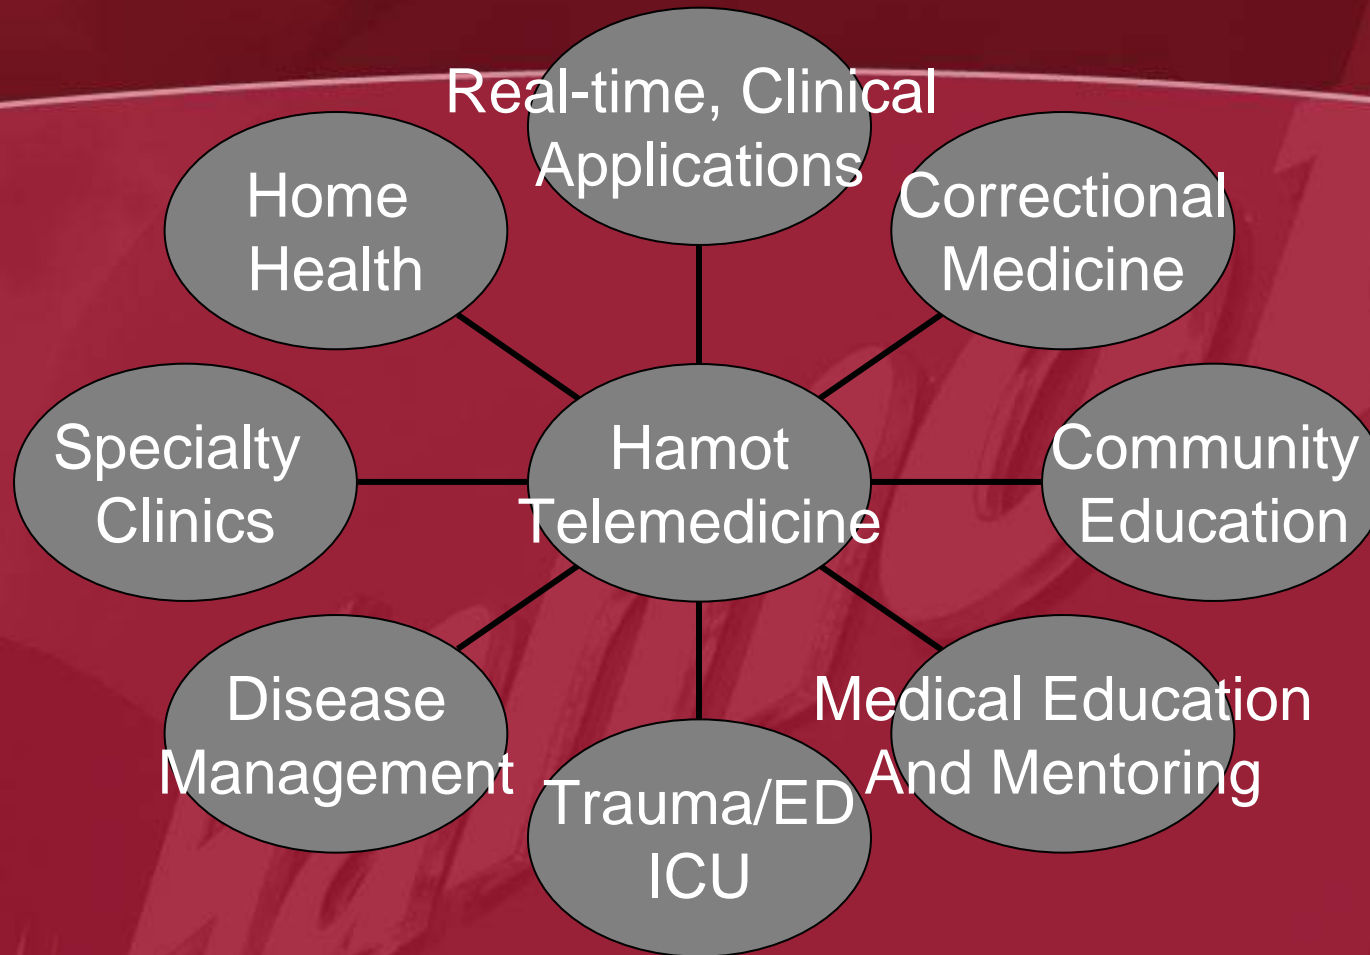 Real-time, Clinical
Applications
Home
Health
Correctional
Medicine
Specialty
Clinics
Hamot
Telemedicine
Community
Education
Disease
Management
Medical Education
And Mentoring
Trauma/ED
ICU